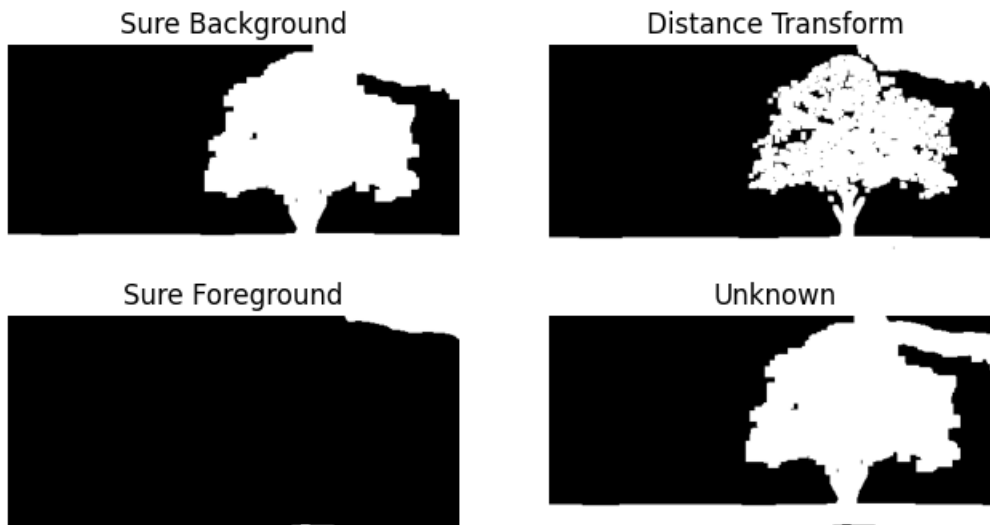 Sure Background
Distance Transform
Sure Foreground
Unknown